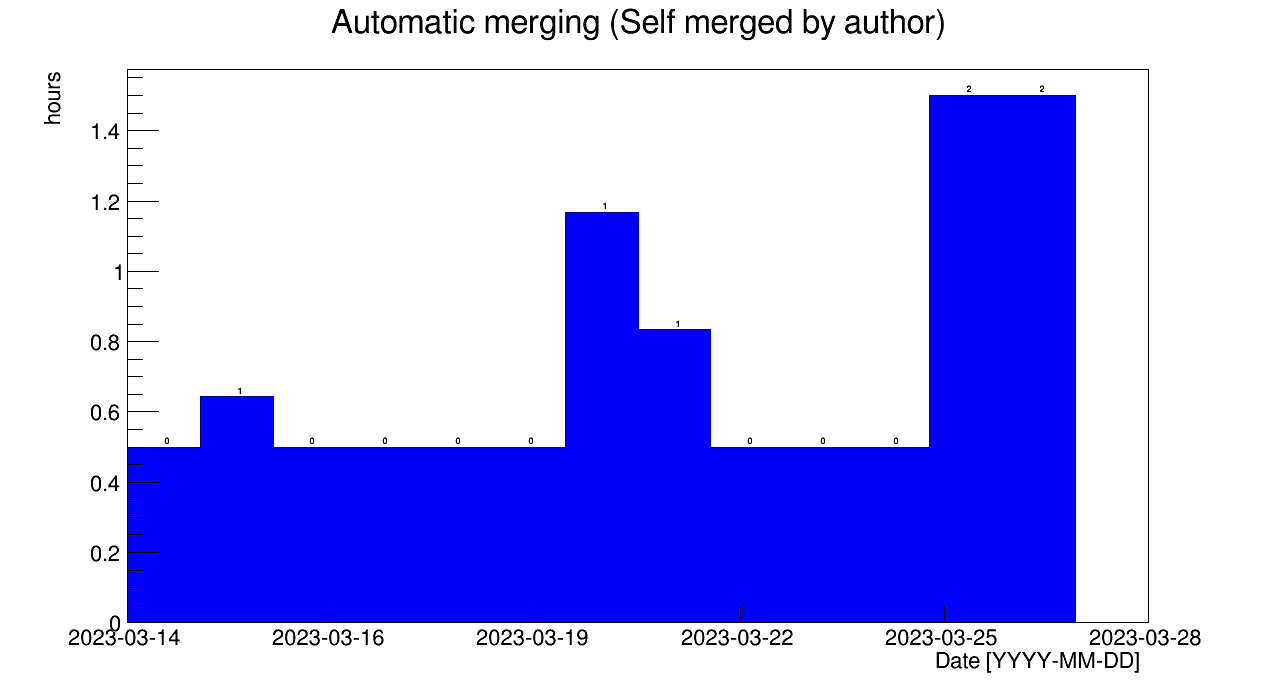 Automatic merging (Self merged by author)
hours
1.4
1.2
1
0.8
0.6
0.4
0.2
0
0 1 0 0 0 0 1 1 0 0 0 2 2
2023-03-14 2023-03-16 2023-03-19 2023-03-22 2023-03-25 2023-03-28
Date [YYYY-MM-DD]